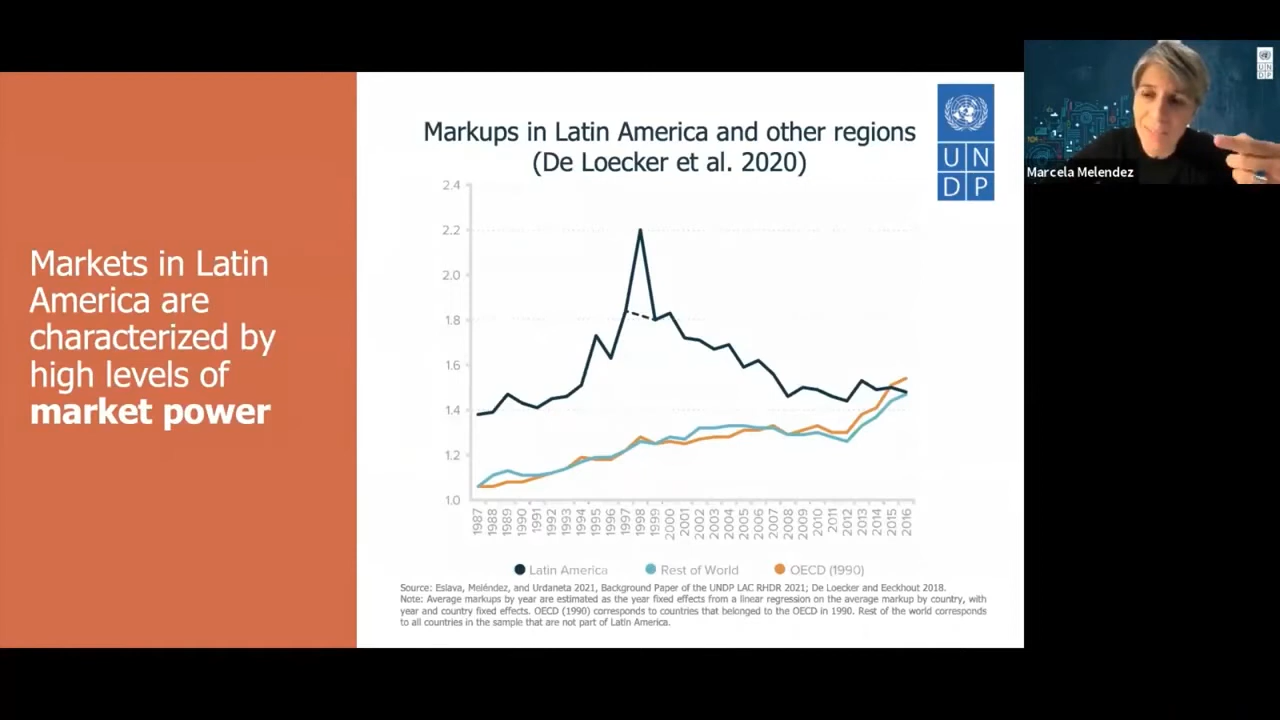 Markets in Latin
America are
characterized by
high levels of
market power
Markups in Latin America and other regions
(De Loecker et al. 2020)
U N
D P
2.4
2.2
2.0
1.8
1.6
1.4
1.2
1.0
1987 1988 1989 1990 1991 1992 1993 1994 1995 1996 1997 1998 1999 2000 2001 2002 2003 2004 2005 2006 2007 2008 2009 2010 2011 2012 2013 2014 2015 2016
Latin America Rest of World OECD (1990)
Source: Eslava, Meléndez, and Urdaneta 2021, Background Paper of the UNDP LAC RHDR 2021; De Loecker and Eeckhout 2018.
Note: Average markups by year are estimated as the year fixed effects from a linear regression on the average markup by country, with
year and country fixed effects. OECD (1990) corresponds to countries that belonged to the OECD in 1990. Rest of the world corresponds
to all countries in the sample that are not part of Latin America.
U N
D P
Marcela Melendez